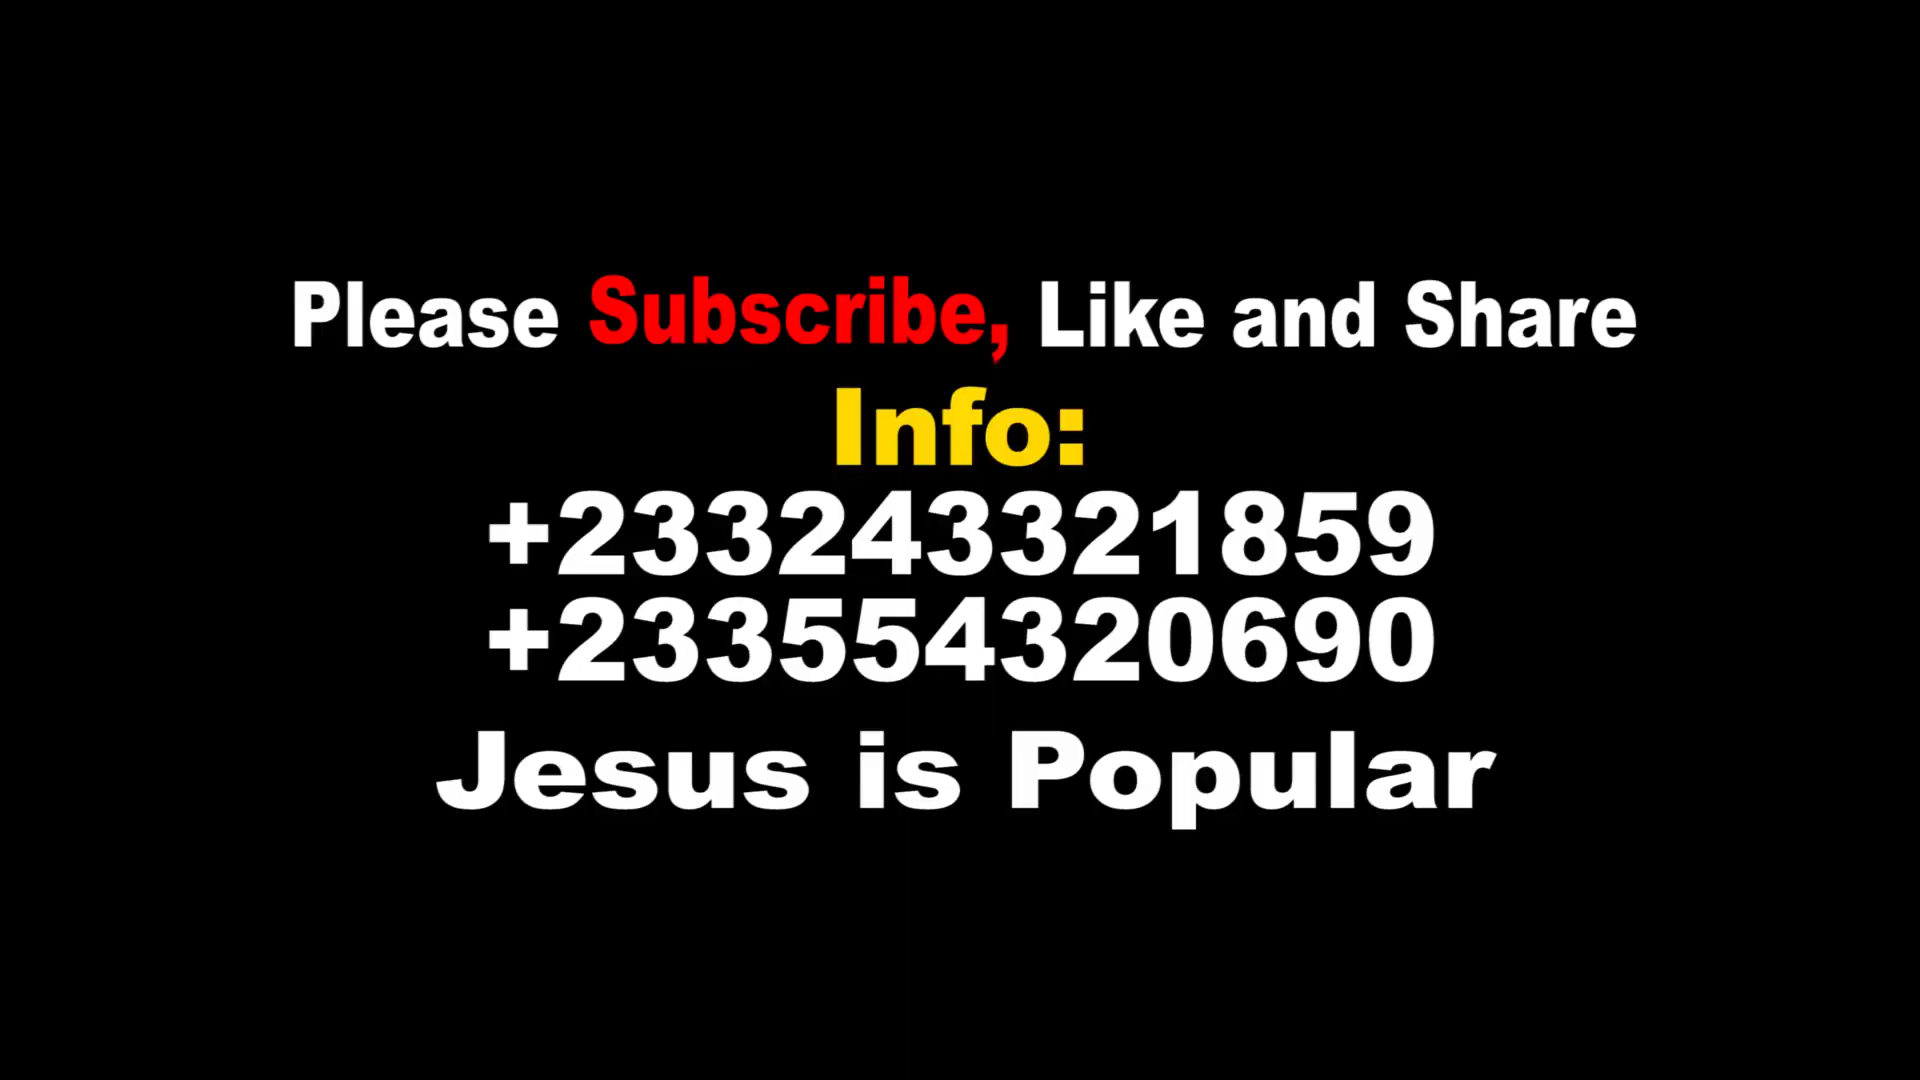 Please Subscribe, Like and Share
Info:
+233243321859
+233554320690
Jesus is Popular